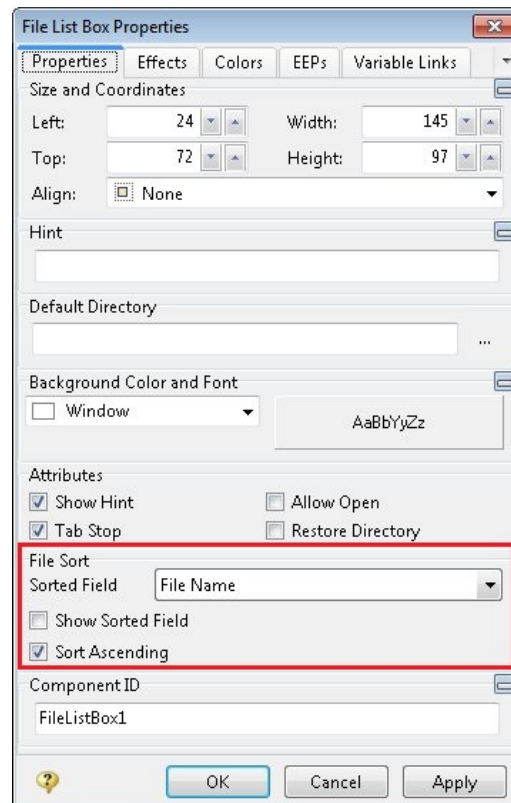 File List Box Properties
Properties Effects Colors EEPs Variable Links
Size and Coordinates
Left: 24 Width: 145
Top: 72 Height: 97
Align: None
Hint
Default Directory
...
Background Color and Font
Window AaBbYyZz
Attributes
Show Hint Allow Open
Tab Stop Restore Directory
File Sort
Sorted Field File Name
Show Sorted Field
Sort Ascending
Component ID
FileListBox1
OK Cancel Apply